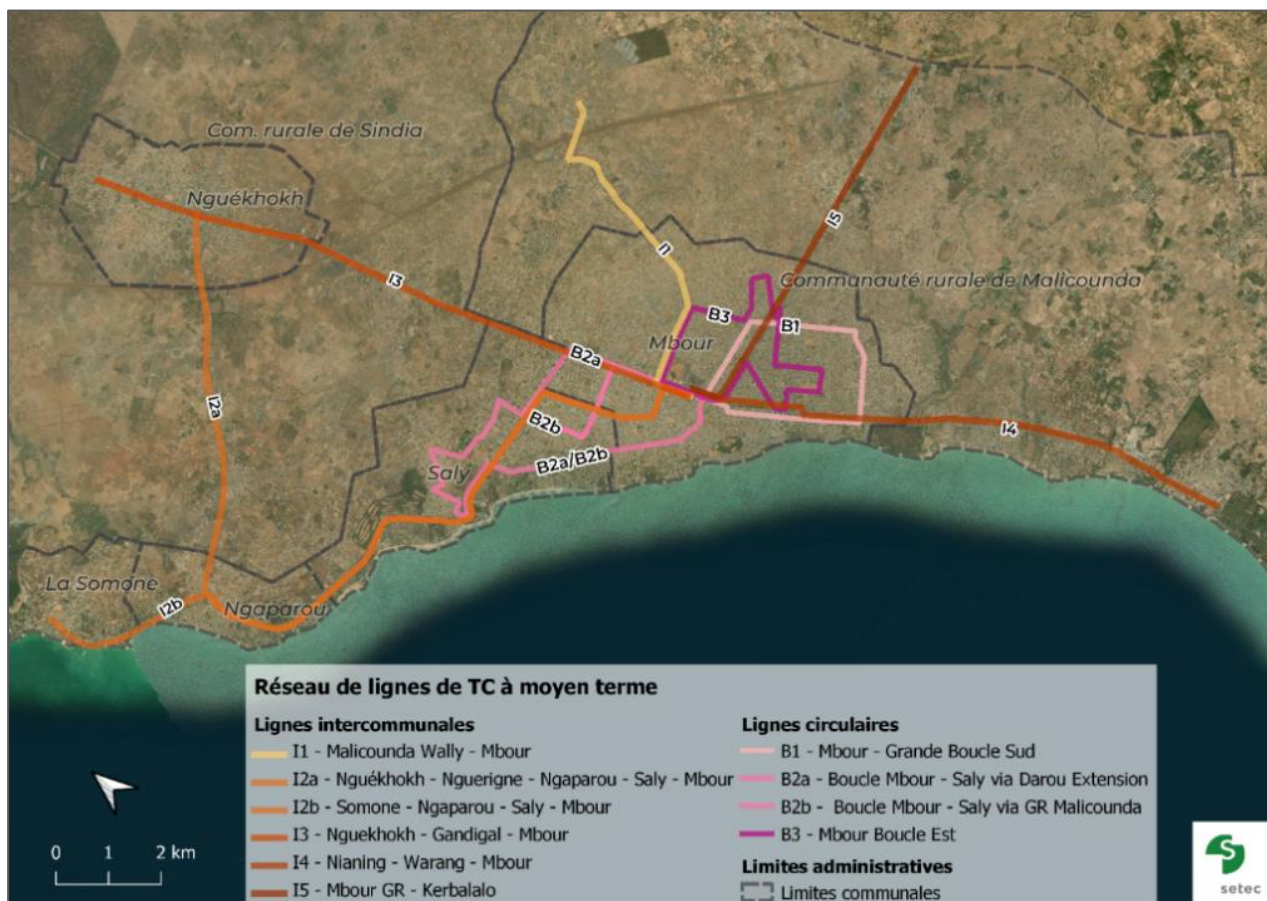 Com. rurale de Sindia
Nguékhokh
I1
I5
I3
Communauté rurale de Malicounda
B3
B1
Mbour
B2a
I2a
B2b
I4
B2a/B2b
Saly
La Somone
I2b
Ngaparou
Réseau de lignes de TC à moyen terme
Lignes intercommunales
I1 - Malicounda Wally - Mbour
I2a - Nguékhokh - Nguerigne - Ngaparou - Saly - Mbour
I2b - Somone - Ngaparou - Saly - Mbour
I3 - Nguekhokh - Gandigal - Mbour
I4 - Nianing - Warang - Mbour
I5 - Mbour GR - Kerbalalo
Lignes circulaires
B1 - Mbour - Grande Boucle Sud
B2a - Boucle Mbour - Saly via Darou Extension
B2b - Boucle Mbour - Saly via GR Malicounda
B3 - Mbour Boucle Est
Limites administratives
Limites communales
0 1 2 km
setec